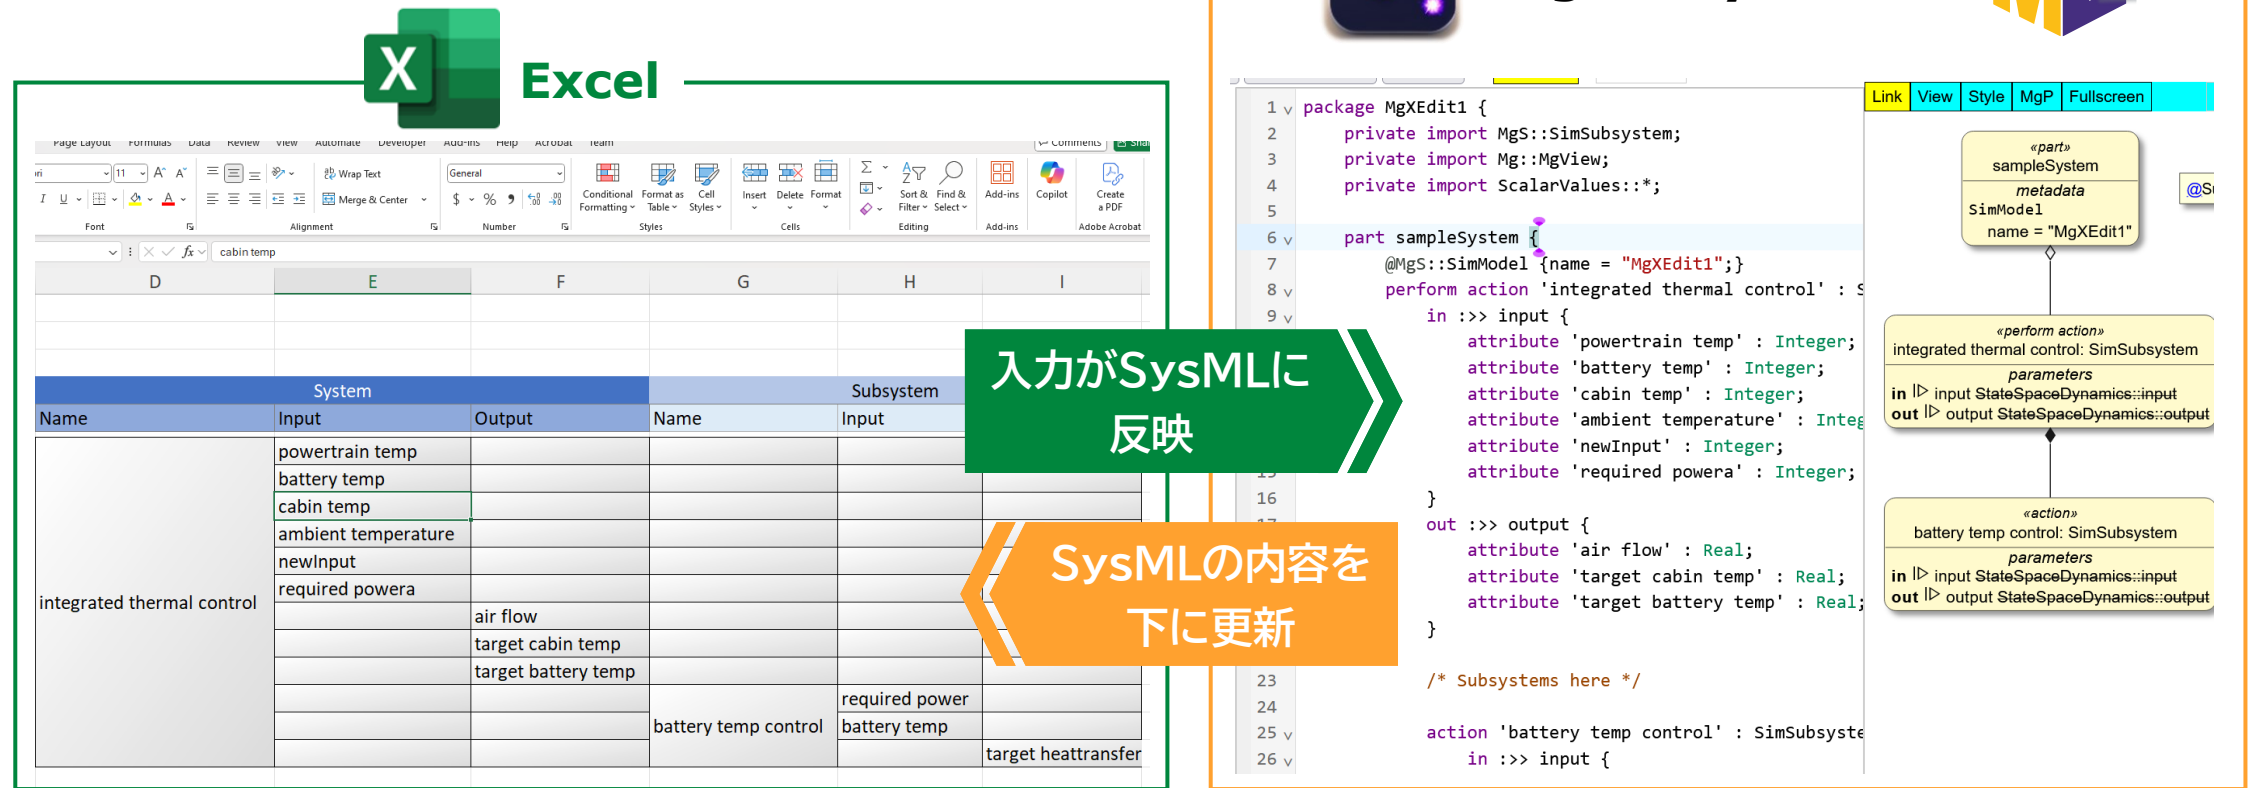 Excel
Page Layout Formulas Data Review View Automate Developer Add-ins Help Acrobat Team Comments
11 A^ A˅ Wrap Text General
I U A Merge & Center $ % 9 Conditional Formatting Format as Table Cell Styles Insert Delete Format Sort & Filter Find & Select Add-ins Copilot Create a PDF
Font Alignment Number Styles Cells Editing Add-ins Adobe Acrobat
fx cabin temp
D E F G H I
System Subsystem
Name Input Output Name Input
powertrain temp
battery temp
cabin temp
ambient temperature
newInput
required powera
integrated thermal control
air flow
target cabin temp
target battery temp
required power
battery temp control battery temp
target heattransfer
入力がSysMLに
反映
SysMLの内容を
下に更新
1 package MgXEdit1 {
2 private import MgS::SimSubsystem;
3 private import Mg::MgView;
4 private import ScalarValues::*;
5
6 part sampleSystem {
7 @MgS::SimModel {name = "MgXEdit1";}
8 perform action 'integrated thermal control' :
9 in :>> input {
attribute 'powertrain temp' : Integer;
attribute 'battery temp' : Integer;
attribute 'cabin temp' : Integer;
attribute 'ambient temperature' : Integ
attribute 'newInput' : Integer;
attribute 'required powera' : Integer;
16 }
out :>> output {
attribute 'air flow' : Real;
attribute 'target cabin temp' : Real;
attribute 'target battery temp' : Real;
}
23 /* Subsystems here */
24
25 action 'battery temp control' : SimSubsyste
26 in :>> input {
Link View Style MgP Fullscreen
«part»
sampleSystem
metadata
SimModel
name = "MgXEdit1"
«perform action»
integrated thermal control: SimSubsystem
parameters
in input StateSpaceDynamics::input
out output StateSpaceDynamics::output
«action»
battery temp control: SimSubsystem
parameters
in input StateSpaceDynamics::input
out output StateSpaceDynamics::output